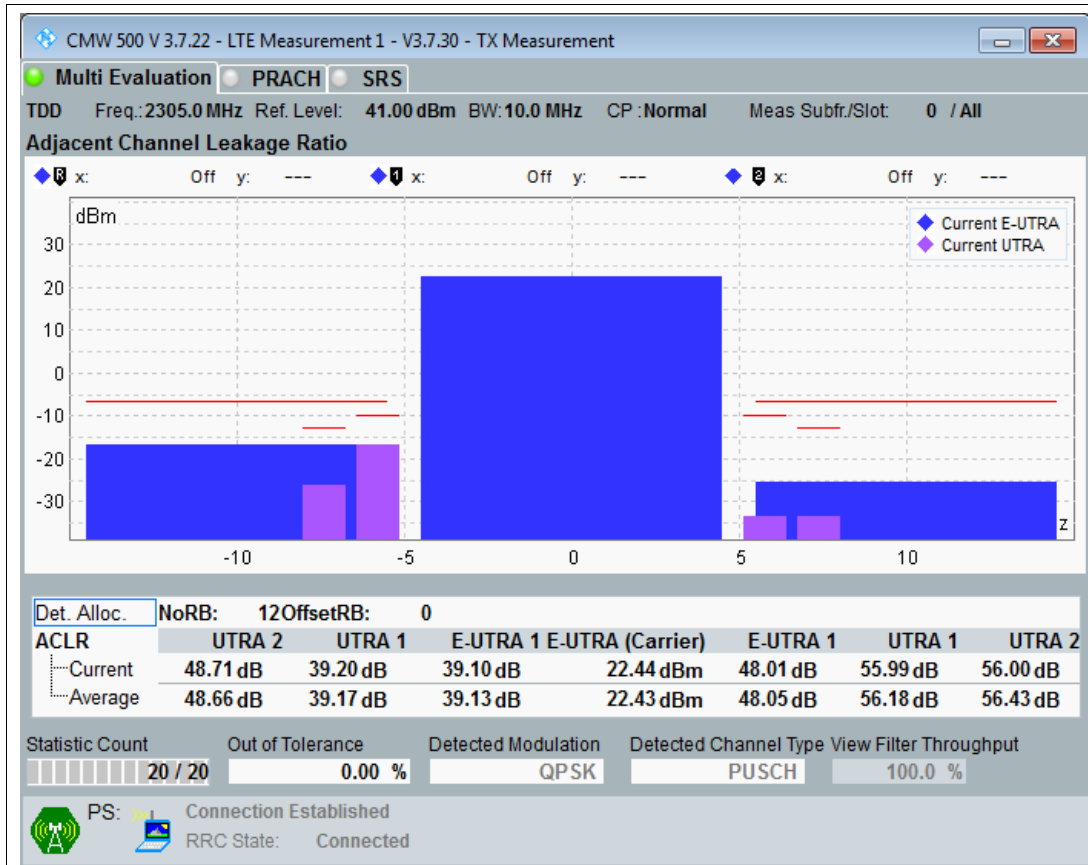 CMW 500 V 3.7.22 - LTE Measurement 1 - V3.7.30 - TX Measurement
Multi Evaluation PRACH SRS
TDD Freq.: 2305.0 MHz Ref. Level: 41.00 dBm BW: 10.0 MHz CP : Normal Meas Subfr./Slot: 0 / All
Adjacent Channel Leakage Ratio
R x: Off y: --- 1 x: Off y: --- 2 x: Off y: ---
dBm
Current E-UTRA
Current UTRA
30
20
10
0
-10
-20
-30
z
-10 -5 0 5 10
Det. Alloc. NoRB: 12 OffsetRB: 0
ACLR UTRA 2 UTRA 1 E-UTRA 1 E-UTRA (Carrier) E-UTRA 1 UTRA 1 UTRA 2
Current 48.71 dB 39.20 dB 39.10 dB 22.44 dBm 48.01 dB 55.99 dB 56.00 dB
Average 48.66 dB 39.17 dB 39.13 dB 22.43 dBm 48.05 dB 56.18 dB 56.43 dB
Statistic Count Out of Tolerance Detected Modulation Detected Channel Type View Filter Throughput
20 / 20 0.00 % QPSK PUSCH 100.0 %
PS: Connection Established
RRC State: Connected